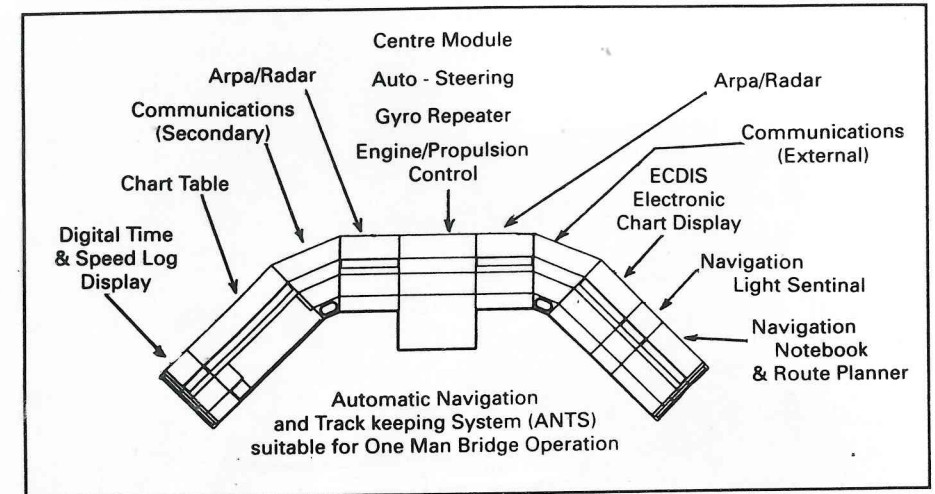 Centre Module
Auto - Steering
Gyro Repeater
Engine/Propulsion
Control
Arpa/Radar
Communications
(Secondary)
Chart Table
Digital Time
& Speed Log
Display
Arpa/Radar
Communications
(External)
ECDIS
Electronic
Chart Display
Navigation
Light Sentinal
Navigation
Notebook
& Route Planner
Automatic Navigation
and Track keeping System (ANTS)
suitable for One Man Bridge Operation